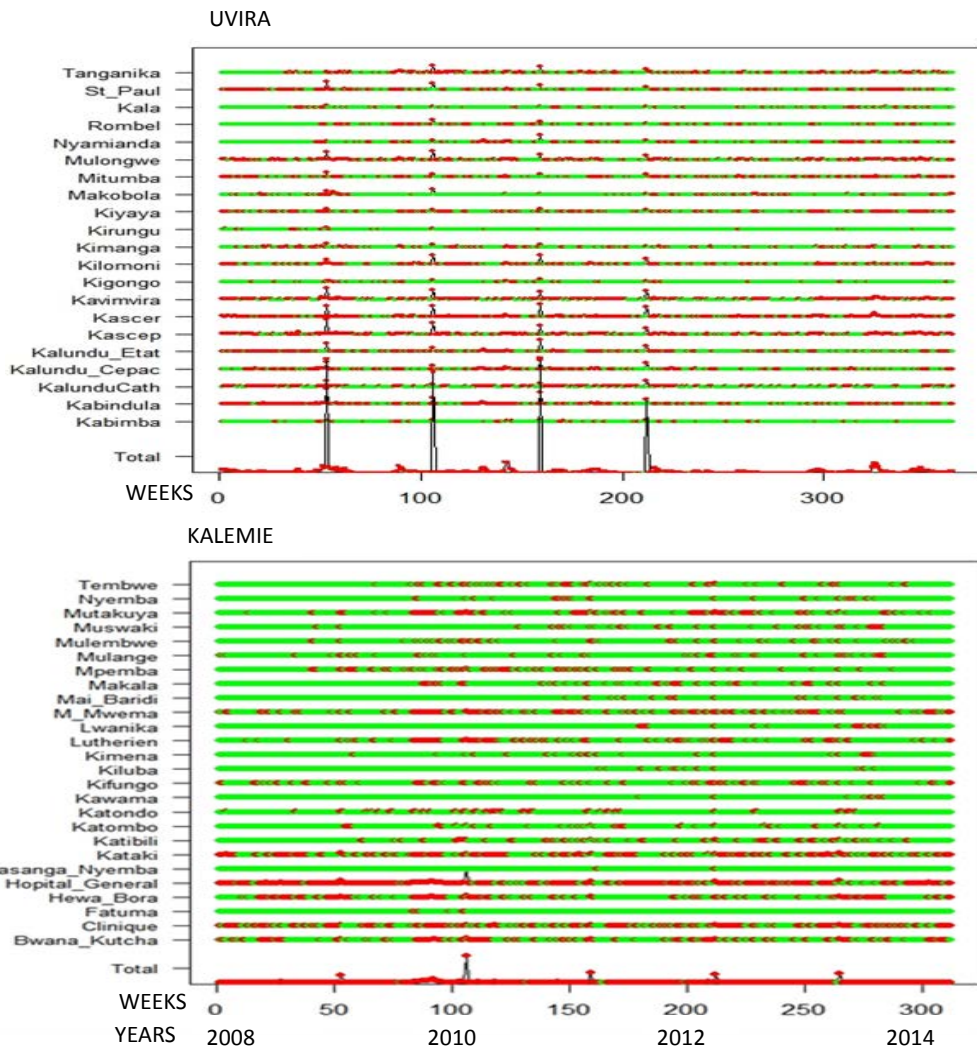 UVIRA
Tanganika
St_Paul
Kala
Rombel
Nyamianda
Mulongwe
Mitumba
Makobola
Kiyaya
Kirungu
Kimanga
Kilomoni
Kigongo
Kavimvira
Kascer
Kascep
Kalundu_Etat
Kalundu_Cepac
KalunduCath
Kabindula
Kabimba
Total
WEEKS 0 100 200 300
KALEMIE
Tembwe
Nyemba
Mutakuya
Muswaki
Mulembwe
Mulange
Mpemba
Makala
Mai_Baridi
M_Mwema
Lwanika
Lutherien
Kimena
Kiluba
Kifungo
Kawama
Katondo
Katombo
Katibili
Kataki
asanga_Nyemba
Hopital_General
Hewa_Bora
Fatuma
Clinique
Bwana_Kutcha
Total
WEEKS 0 50 100 150 200 250 300
YEARS 2008 2010 2012 2014